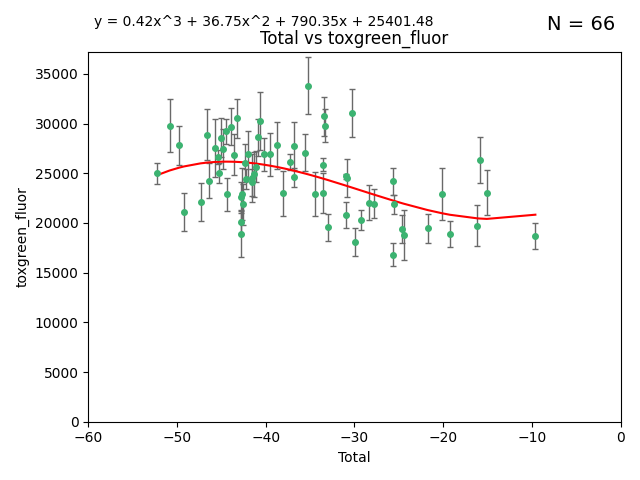 y = 0.42x^3 + 36.75x^2 + 790.35x + 25401.48
N = 66
Total vs toxgreen_fluor
35000
30000
25000
20000
15000
10000
5000
0
toxgreen_fluor
−60 −50 −40 −30 −20 −10 0
Total